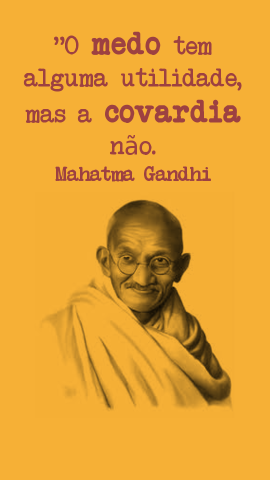 "O medo tem
alguma utilidade,
mas a covardia
não.
Mahatma Gandhi